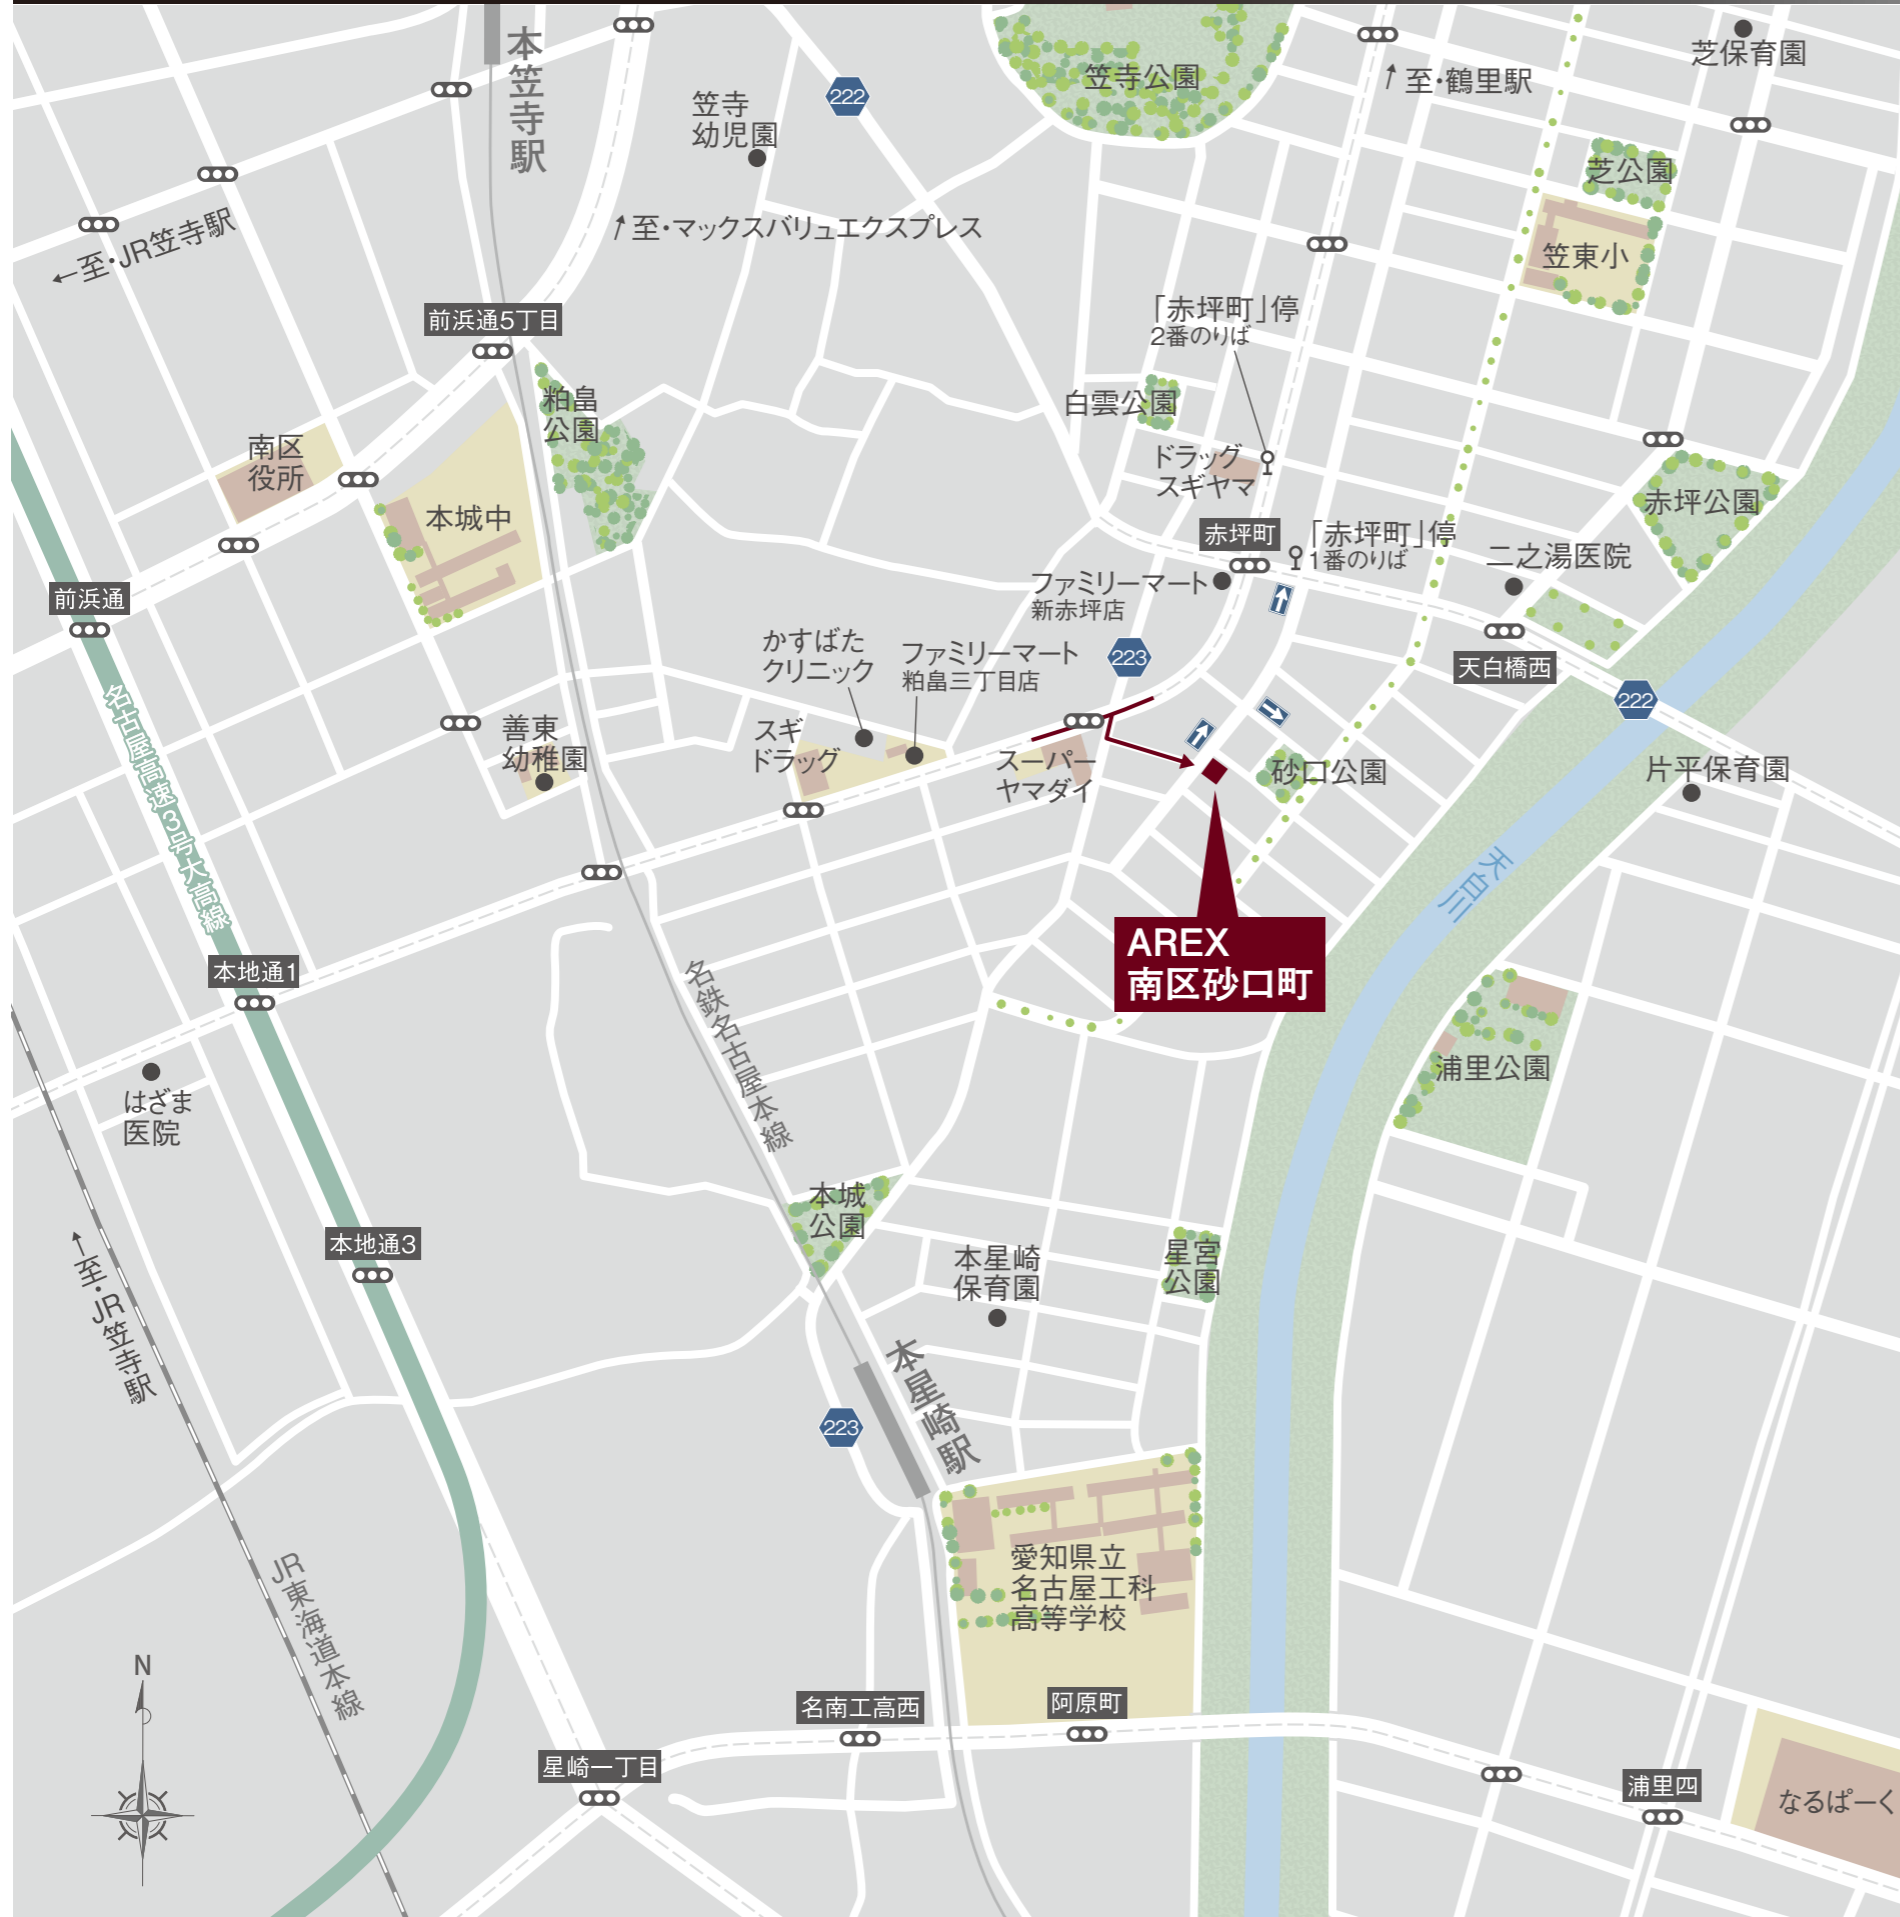 本笠寺駅
笠寺
幼児園
222
笠寺公園
↑至・鶴里駅
芝保育園
芝公園
笠東小
←至・JR笠寺駅
↑至・マックスバリュエクスプレス
前浜通5丁目
「赤坪町」停
2番のりば
粕畠
公園
白雲公園
南区
役所
本城中
ドラッグ
スギヤマ
赤坪公園
赤坪町
「赤坪町」停
1番のりば
二之湯医院
前浜通
ファミリーマート
新赤坪店
かすばた
クリニック
ファミリーマート
粕畠三丁目店
223
天白橋西
222
名古屋高速3号大高線
善東
幼稚園
スギ
ドラッグ
スーパー
ヤマダイ
砂口公園
片平保育園
天白川
AREX
南区砂口町
本地通1
名鉄名古屋本線
はざま
医院
浦里公園
本城
公園
本地通3
←至・JR笠寺駅
本星崎
保育園
星宮
公園
本星崎駅
223
JR東海道本線
愛知県立
名古屋工科
高等学校
N
名南工高西
阿原町
星崎一丁目
浦里四
なるぱーく